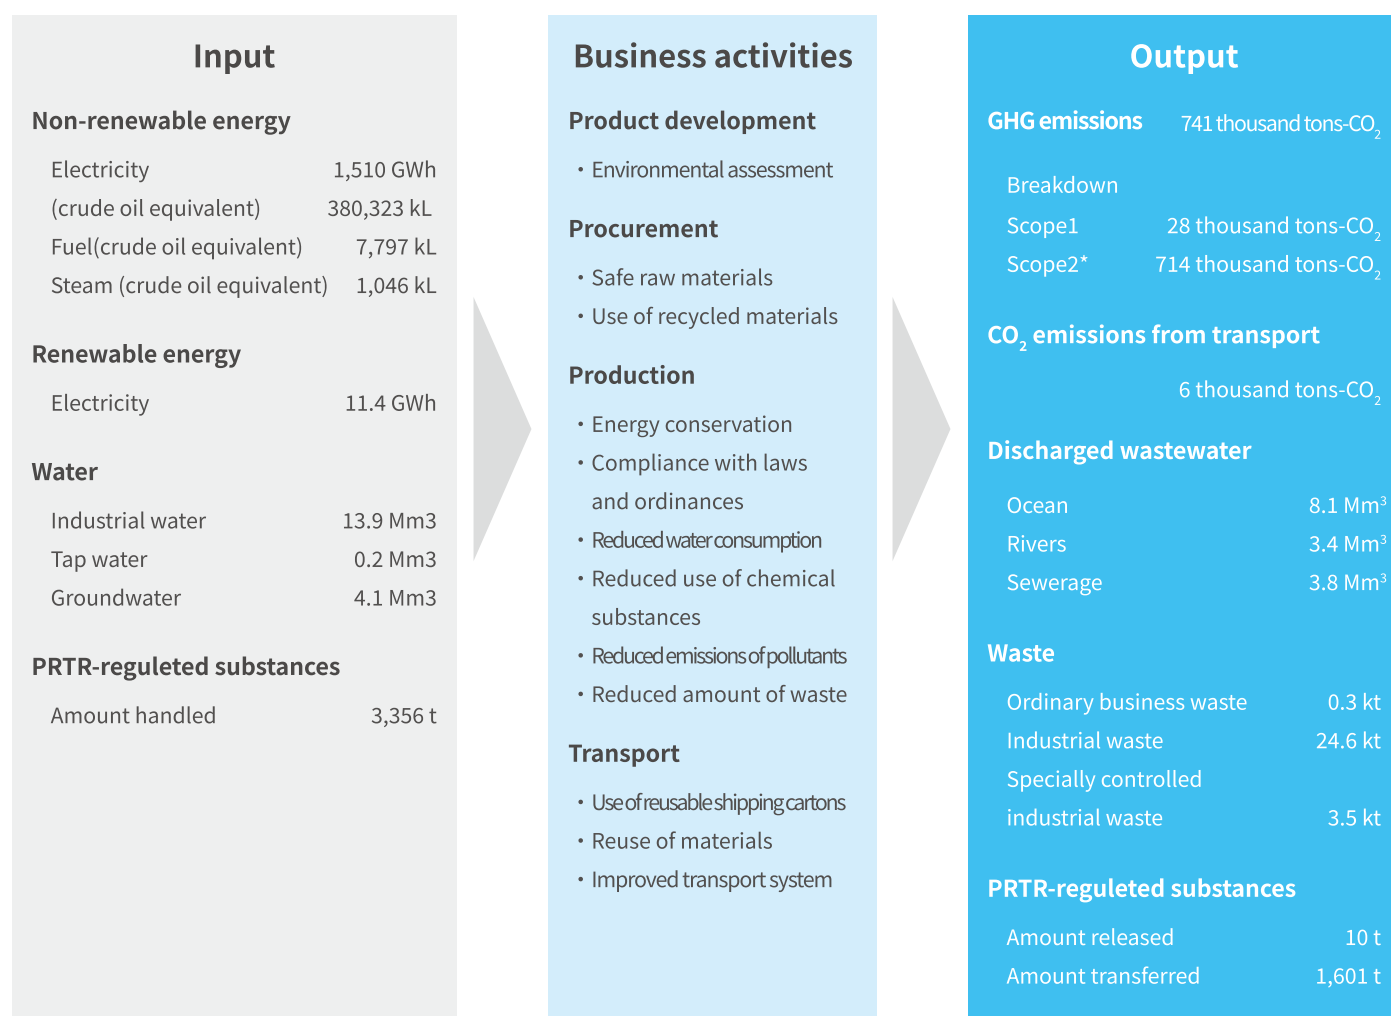 Input
Non-renewable energy
Electricity 1,510 GWh
(crude oil equivalent) 380,323 kL
Fuel(crude oil equivalent) 7,797 kL
Steam (crude oil equivalent) 1,046 kL
Renewable energy
Electricity 11.4 GWh
Water
Industrial water 13.9 Mm3
Tap water 0.2 Mm3
Groundwater 4.1 Mm3
PRTR-reguleted substances
Amount handled 3,356 t
Business activities
Product development
・Environmental assessment
Procurement
・Safe raw materials
・Use of recycled materials
Production
・Energy conservation
・Compliance with laws
and ordinances
・Reduced water consumption
・Reduced use of chemical
substances
・Reduced emissions of pollutants
・Reduced amount of waste
Transport
・Use of reusable shipping cartons
・Reuse of materials
・Improved transport system
Output
GHG emissions 741 thousand tons-CO₂
Breakdown
Scope1 28 thousand tons-CO₂
Scope2* 714 thousand tons-CO₂
CO₂ emissions from transport
6 thousand tons-CO₂
Discharged wastewater
Ocean 8.1 Mm³
Rivers 3.4 Mm³
Sewerage 3.8 Mm³
Waste
Ordinary business waste 0.3 kt
Industrial waste 24.6 kt
Specially controlled
industrial waste 3.5 kt
PRTR-reguleted substances
Amount released 10 t
Amount transferred 1,601 t